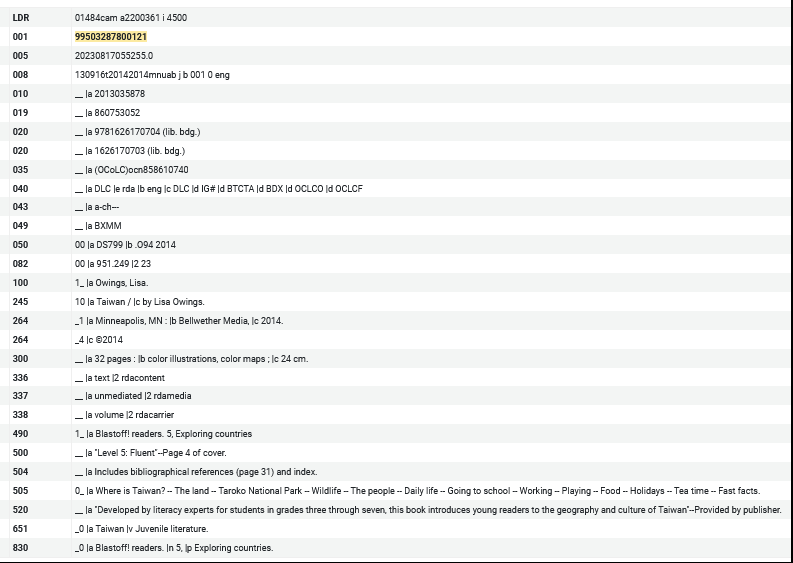 LDR 01484cam a2200361 i 4500
001 99503287800121
005 20230817055255.0
008 130916t20142014mnuab j b 001 0 eng
010 __ |a 2013035878
019 __ |a 860753052
020 __ |a 9781626170704 (lib. bdg.)
020 __ |a 1626170703 (lib. bdg.)
035 __ |a (OCoLC)ocn858610740
040 __ |a DLC |e rda |b eng |c DLC |d IG# |d BTCTA |d BDX |d OCLCO |d OCLCF
043 __ |a a-ch---
049 __ |a BXMM
050 00 |a DS799 |b .O94 2014
082 00 |a 951.249 |2 23
100 1_ |a Owings, Lisa.
245 10 |a Taiwan / |c by Lisa Owings.
264 _1 |a Minneapolis, MN : |b Bellwether Media, |c 2014.
264 _4 |c ©2014
300 __ |a 32 pages : |b color illustrations, color maps ; |c 24 cm.
336 __ |a text |2 rdacontent
337 __ |a unmediated |2 rdamedia
338 __ |a volume |2 rdacarrier
490 1_ |a Blastoff! readers. 5, Exploring countries
500 __ |a "Level 5: Fluent"--Page 4 of cover.
504 __ |a Includes bibliographical references (page 31) and index.
505 0_ |a Where is Taiwan? -- The land -- Taroko National Park -- Wildlife -- The people -- Daily life -- Going to school -- Working -- Playing -- Food -- Holidays -- Tea time -- Fast facts.
520 __ |a "Developed by literacy experts for students in grades three through seven, this book introduces young readers to the geography and culture of Taiwan"--Provided by publisher.
651 _0 |a Taiwan |v Juvenile literature.
830 _0 |a Blastoff! readers. |n 5, |p Exploring countries.